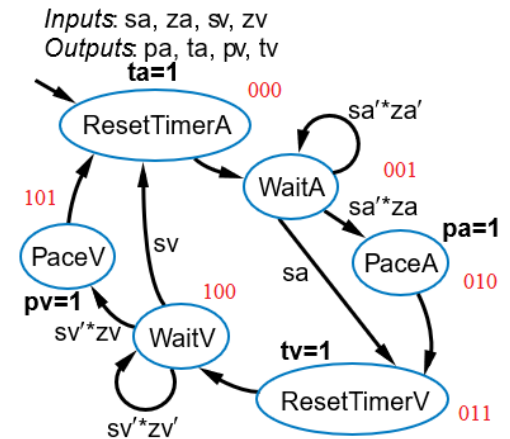 Inputs: sa, za, sv, zv
Outputs: pa, ta, pv, tv
ta=1
000
ResetTimerA
sa′*za′
WaitA
001
sa′*za
101
pa=1
PaceV
sv
PaceA
sa
010
pv=1
100
sv′*zv
WaitV
tv=1
ResetTimerV
011
sv′*zv′